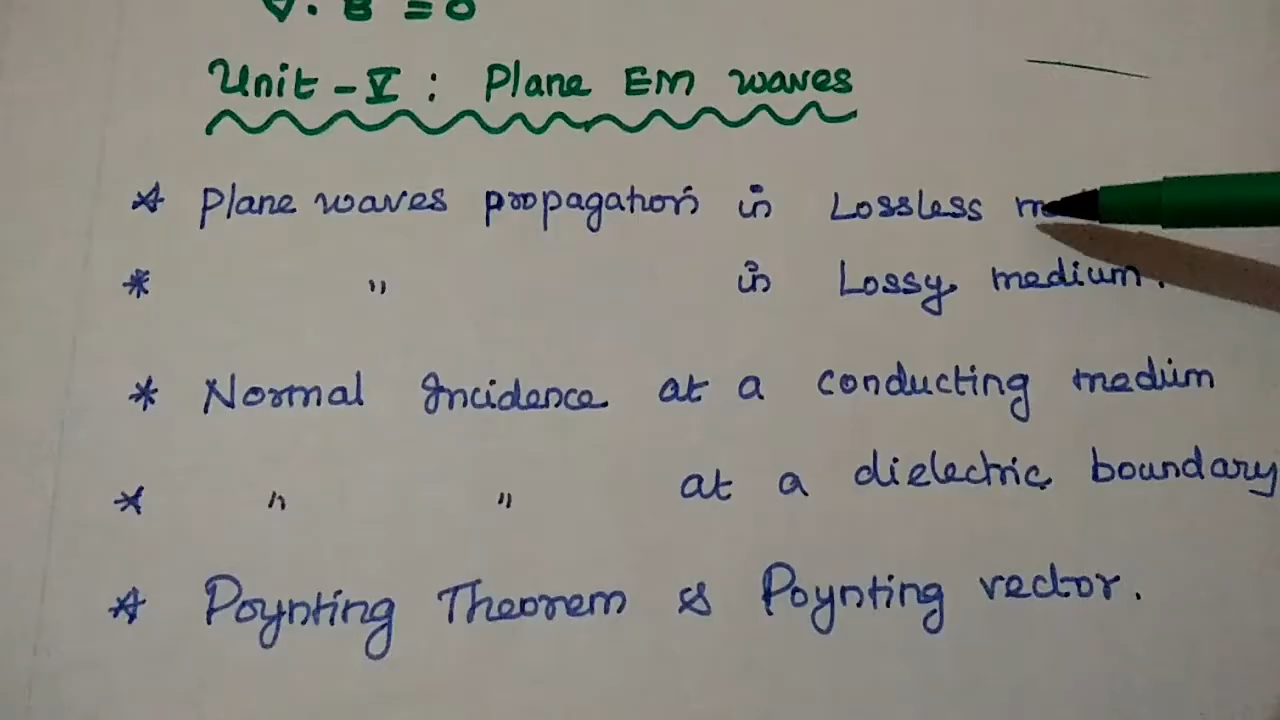 ∇. B = 0
Unit - V : Plane Em waves
* Plane waves propagation in Lossless
* " in Lossy medium.
* Normal Incidence at a conducting medium
* " " at a dielectric boundary
* Poynting Theorem & Poynting vector.